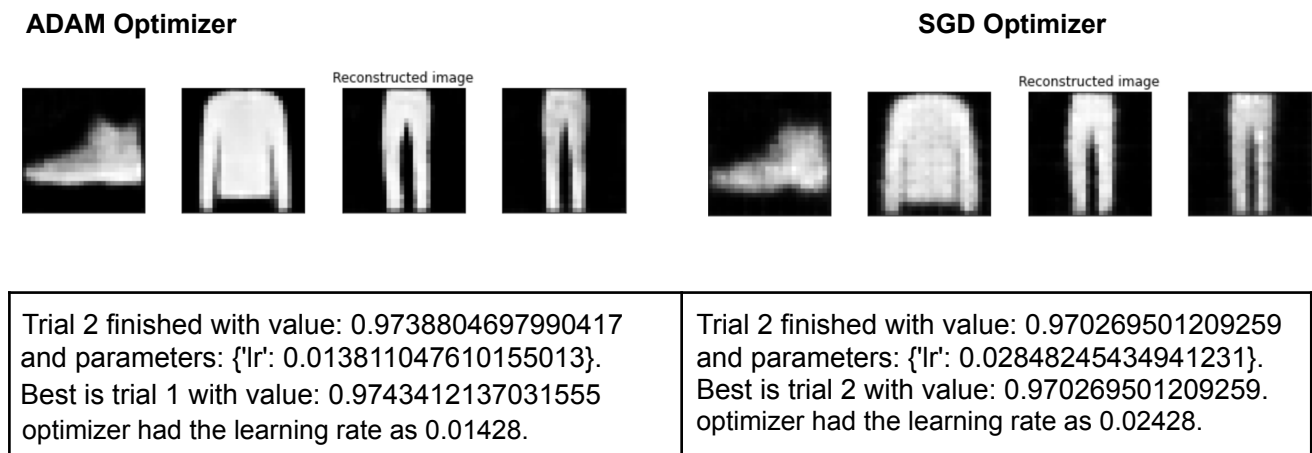 ADAM Optimizer
SGD Optimizer
Reconstructed image
Reconstructed image
Trial 2 finished with value: 0.9738804697990417
and parameters: {'lr': 0.013811047610155013}.
Best is trial 1 with value: 0.9743412137031555
optimizer had the learning rate as 0.01428.
Trial 2 finished with value: 0.970269501209259
and parameters: {'lr': 0.02848245434941231}.
Best is trial 2 with value: 0.970269501209259.
optimizer had the learning rate as 0.02428.